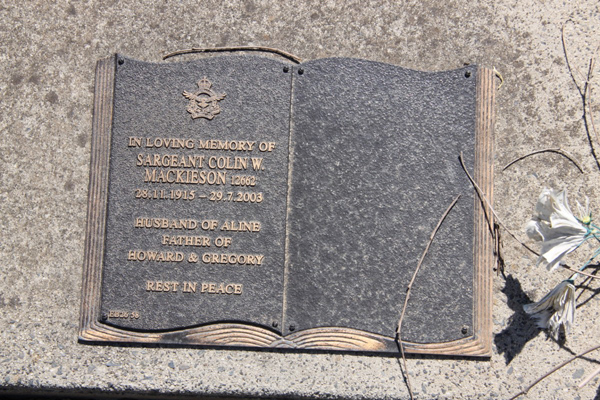 IN LOVING MEMORY OF
SARGEANT COLIN W.
MACKIESON 12662
28.11.1915 – 29.7.2003
HUSBAND OF ALINE
FATHER OF
HOWARD & GREGORY
REST IN PEACE